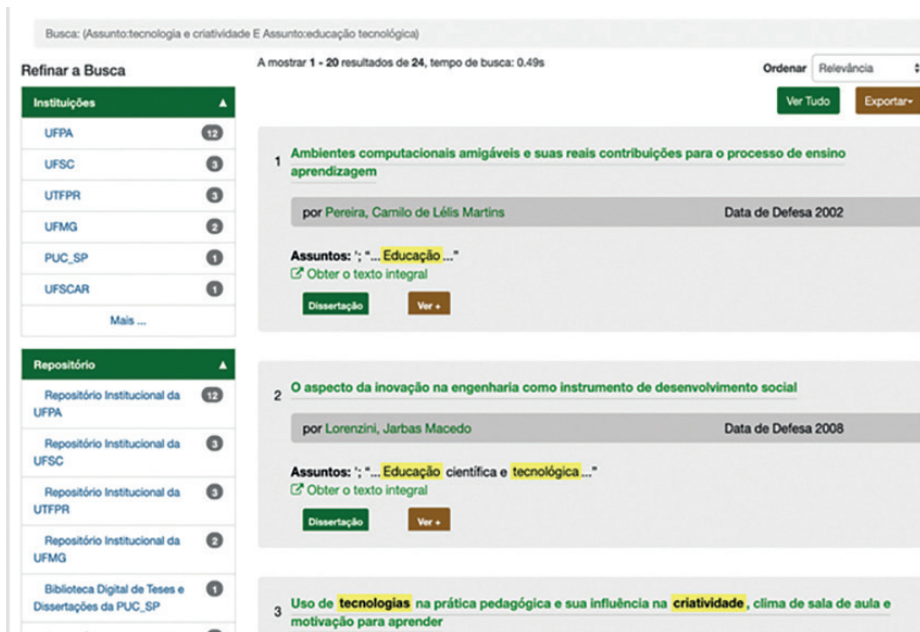 Busca: (Assunto:tecnologia e criatividade E Assunto:educação tecnológica)
Refinar a Busca
Instituições
UFPA 12
UFSC 3
UTFPR 3
UFMG 2
PUC_SP 1
UFSCAR 1
Mais ...
Repositório
Repositório Institucional da 12
UFPA
Repositório Institucional da 3
UFSC
Repositório Institucional da 3
UTFPR
Repositório Institucional da 2
UFMG
Biblioteca Digital de Teses e 1
Dissertações da PUC_SP
A mostrar 1 - 20 resultados de 24, tempo de busca: 0.49s
Ordenar Relevância
Ver Tudo Exportar
1 Ambientes computacionais amigáveis e suas reais contribuições para o processo de ensino
aprendizagem
por Pereira, Camilo de Lélis Martins Data de Defesa 2002
Assuntos: '; "... Educação ..."
Obter o texto integral
Dissertação Ver +
2 O aspecto da inovação na engenharia como instrumento de desenvolvimento social
por Lorenzini, Jarbas Macedo Data de Defesa 2008
Assuntos: '; "... Educação científica e tecnológica ..."
Obter o texto integral
Dissertação Ver +
3 Uso de tecnologias na prática pedagógica e sua influência na criatividade, clima de sala de aula e
motivação para aprender